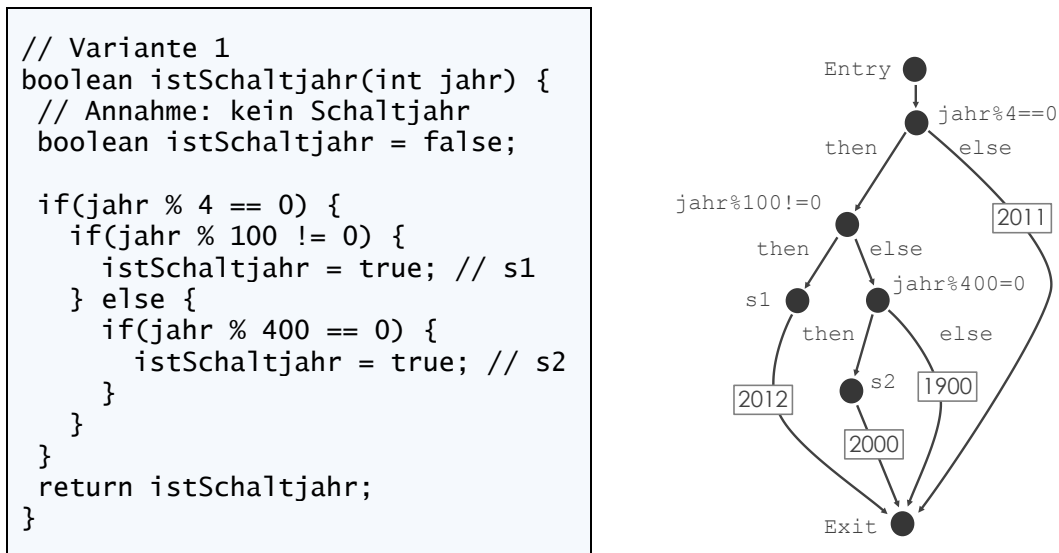 // Variante 1
boolean istSchaltjahr(int jahr) {
// Annahme: kein Schaltjahr
boolean istSchaltjahr = false;
if(jahr % 4 == 0) {
if(jahr % 100 != 0) {
istSchaltjahr = true; // s1
} else {
if(jahr % 400 == 0) {
istSchaltjahr = true; // s2
}
}
}
return istSchaltjahr;
}
Entry
jahr%4==0
then
else
jahr%100!=0
2011
then
else
s1
jahr%400=0
then
else
s2
2012
1900
2000
Exit